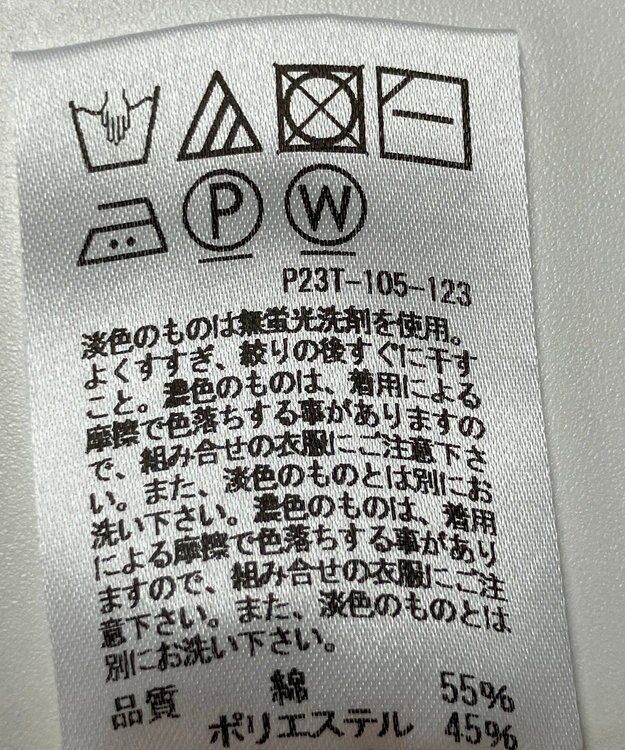 P
W
P23T-105-123
淡色のものは無蛍光洗剤を使用。
よくすすぎ、絞りの後すぐに干す
こと。濃色のものは、着用による
摩擦で色落ちする事がありますの
で、組み合せの衣服にご注意下さ
い。また、淡色のものとは別にお
洗い下さい。濃色のものは、着用
による摩擦で色落ちする事があり
ますので、組み合せの衣服にご注
意下さい。また、淡色のものとは
別にお洗い下さい。
品質 綿 55%
ポリエステル 45%